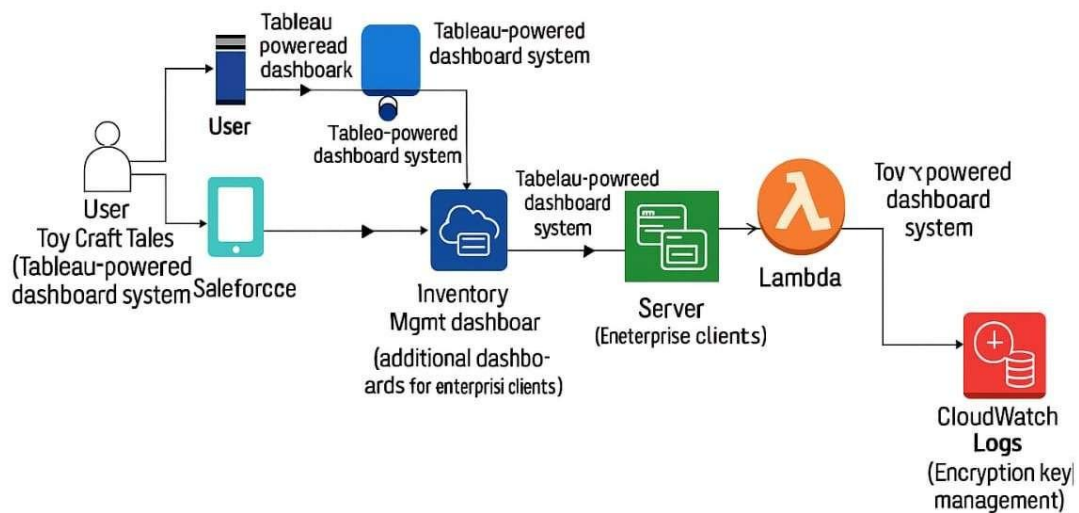 Tableau
poweread
dashboark
Tableau-powered
dashboard system
User
Tableo-powered
dashboard system
User
Toy Craft Tales
(Tableau-powered
dashboard system
Saleforcce
Inventory
Mgmt dashboar
(additional dashbo-
ards for enterprisi clients)
Tabelau-powreed
dashboard
system
Server
(Eneterprise clients)
Lambda
powered
dashboard
system
CloudWatch
Logs
(Encryption key
management)